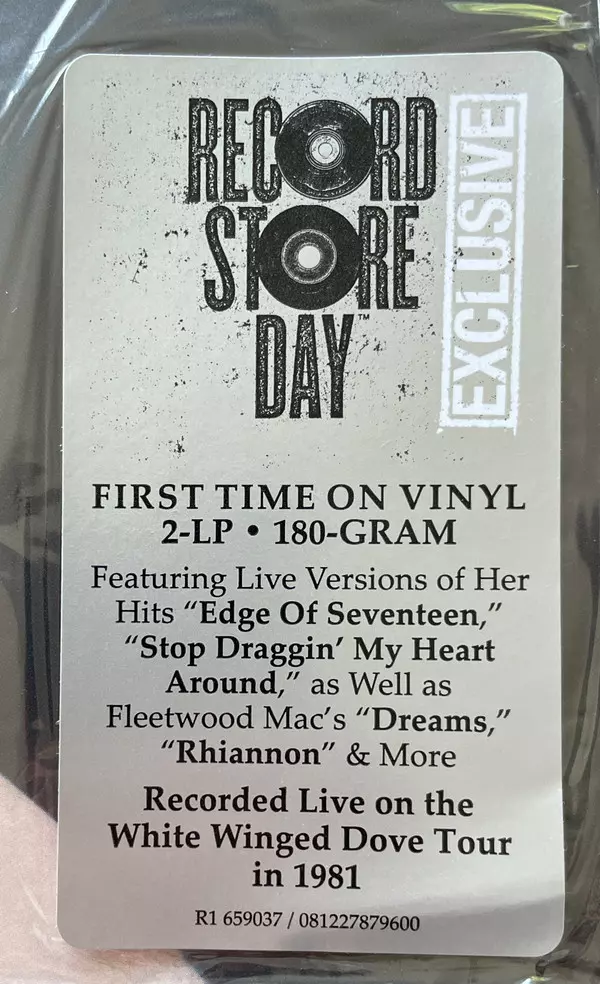 RECORD
STORE
DAY™
EXCLUSIVE
FIRST TIME ON VINYL
2-LP • 180-GRAM
Featuring Live Versions of Her
Hits “Edge Of Seventeen,”
“Stop Draggin’ My Heart
Around,” as Well as
Fleetwood Mac’s “Dreams,”
“Rhiannon” & More
Recorded Live on the
White Winged Dove Tour
in 1981
R1 659037 / 081227879600